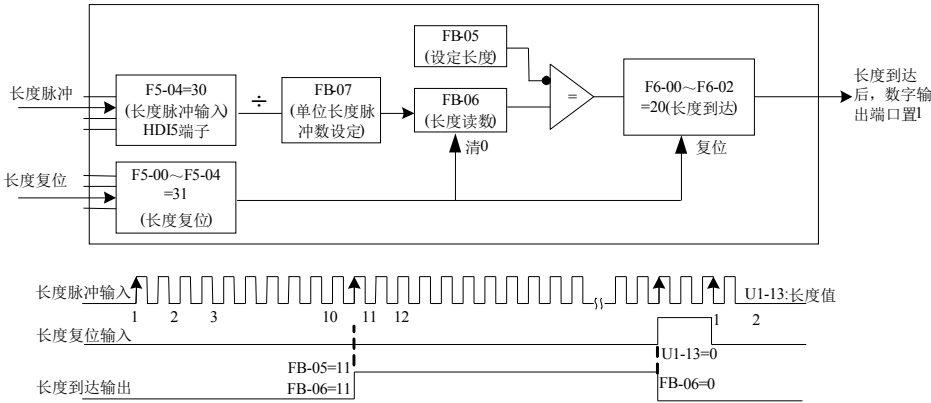 长度脉冲
F5-04=30
(长度脉冲输入)
HDI5端子
÷
FB-07
(单位长度脉
冲数设定)
FB-05
(设定长度)
FB-06
(长度读数)
清0
=
F6-00～F6-02
=20(长度到达)
复位
长度到达
后，数字输
出端口置1
长度复位
F5-00～F5-04
=31
(长度复位)
长度脉冲输入
1 2 3 10 11 12 1 2
U1-13:长度值
长度复位输入
U1-13=0
FB-05=11
长度到达输出
FB-06=11
FB-06=0